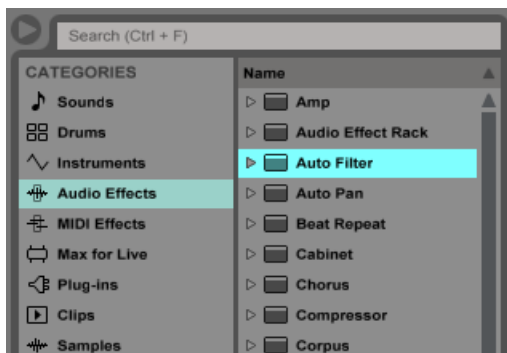 Search (Ctrl + F)
CATEGORIES
Sounds
Drums
Instruments
Audio Effects
MIDI Effects
Max for Live
Plug-ins
Clips
Samples
Name
Amp
Audio Effect Rack
Auto Filter
Auto Pan
Beat Repeat
Cabinet
Chorus
Compressor
Corpus